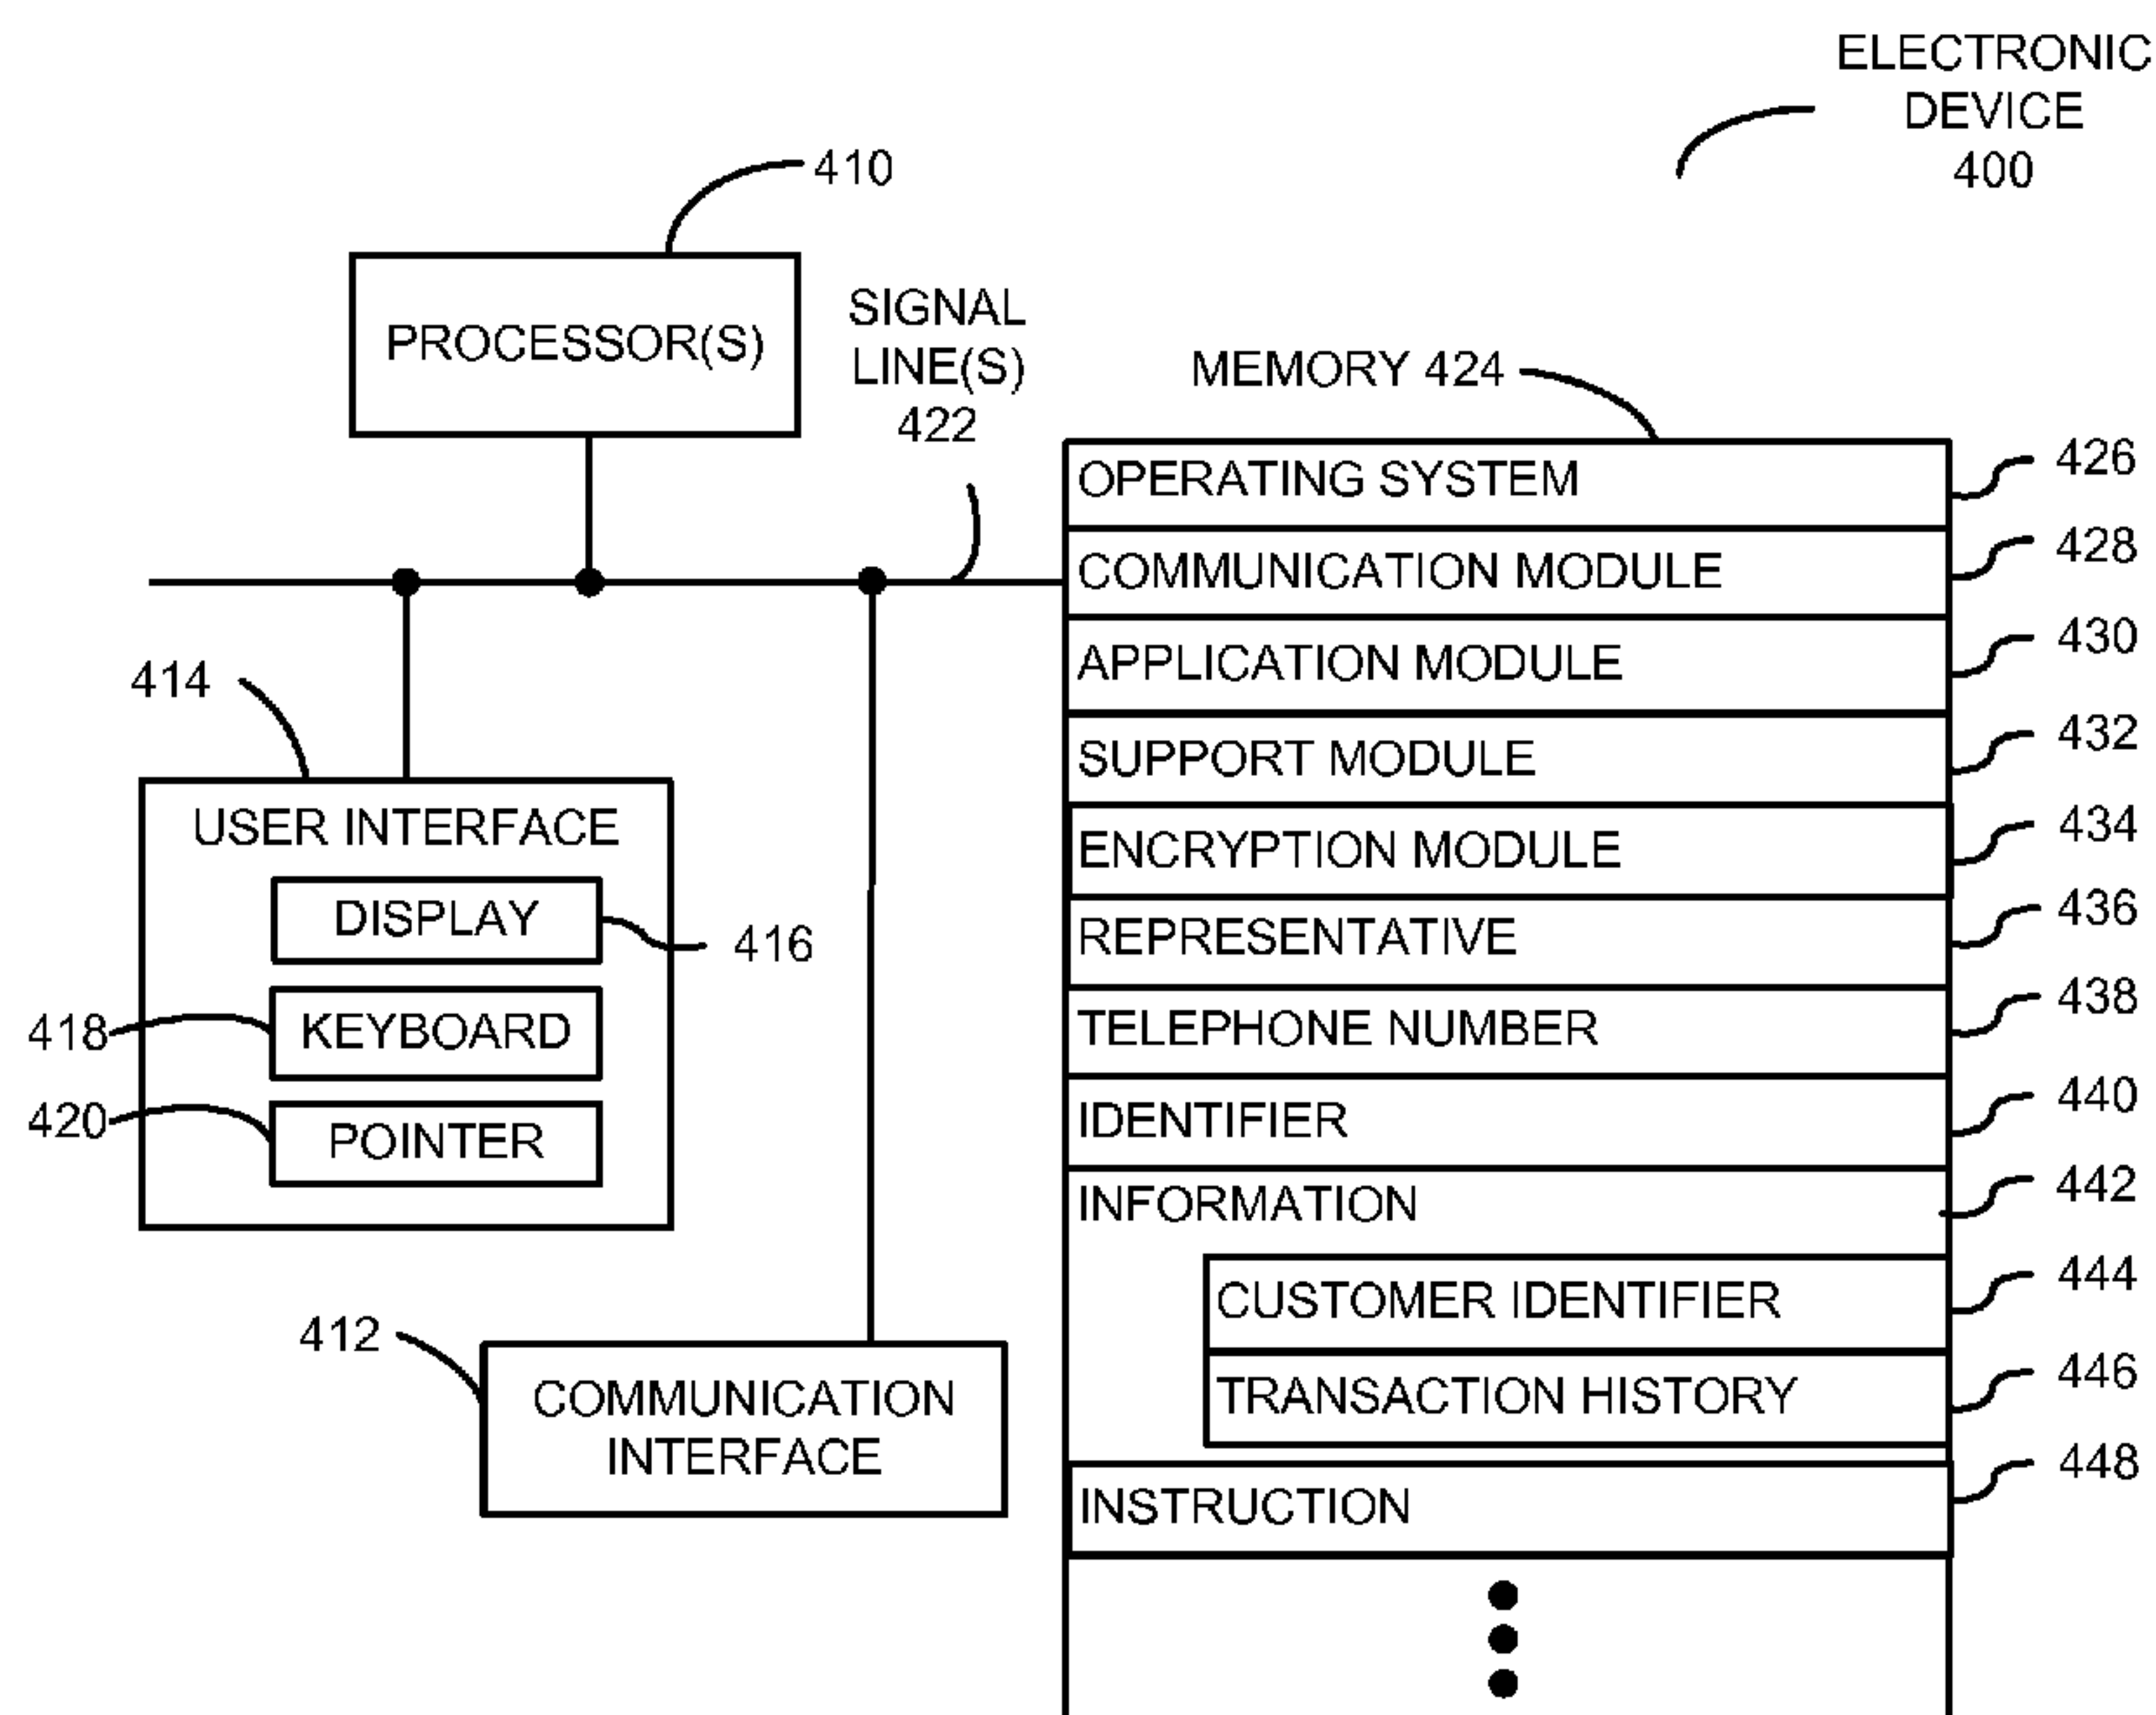 ELECTRONIC
DEVICE
400
410
PROCESSOR(S)
SIGNAL
LINE(S)
422
MEMORY 424
OPERATING SYSTEM
426
COMMUNICATION MODULE
428
APPLICATION MODULE
430
SUPPORT MODULE
432
ENCRYPTION MODULE
434
REPRESENTATIVE
436
TELEPHONE NUMBER
438
IDENTIFIER
440
INFORMATION
442
CUSTOMER IDENTIFIER
444
TRANSACTION HISTORY
446
INSTRUCTION
448
414
USER INTERFACE
DISPLAY
416
418
KEYBOARD
420
POINTER
412
COMMUNICATION
INTERFACE